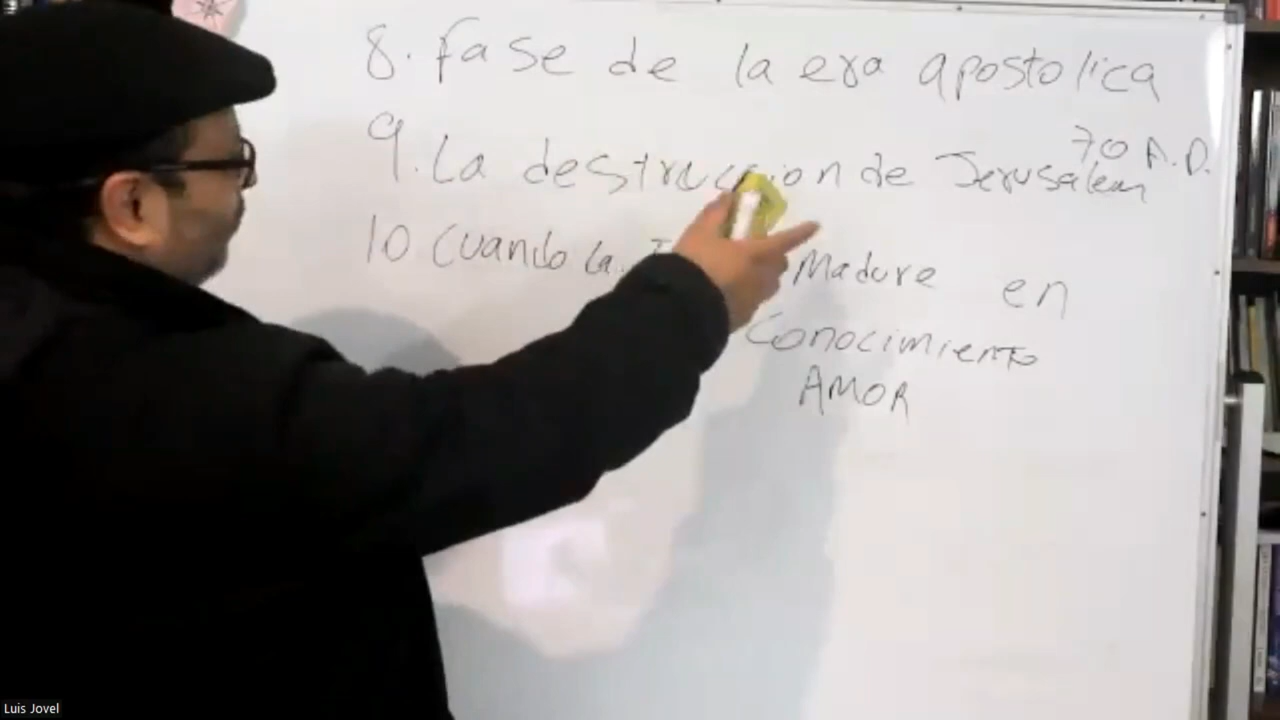 8. Fase de la era apostolica
70 A.D.
9. La destruccion de Jerusalem
10 Cuando la Madure en
Conocimiento
AMOR
Luis Jovel